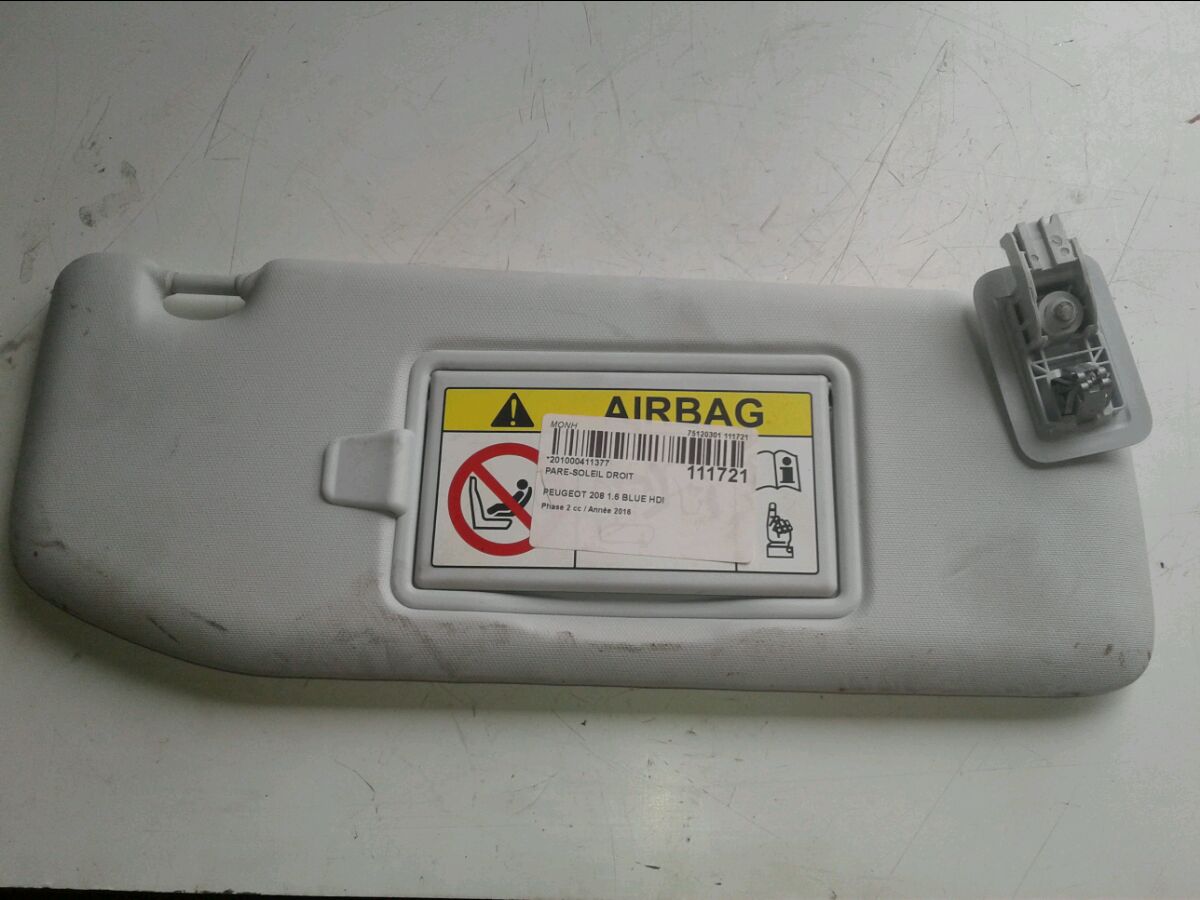 AIRBAG
MONH
75120301 111721
*201000411377
PARE-SOLEIL DROIT
111721
PEUGEOT 208 1.6 BLUE HDI
Phase 2 cc / Année 2016